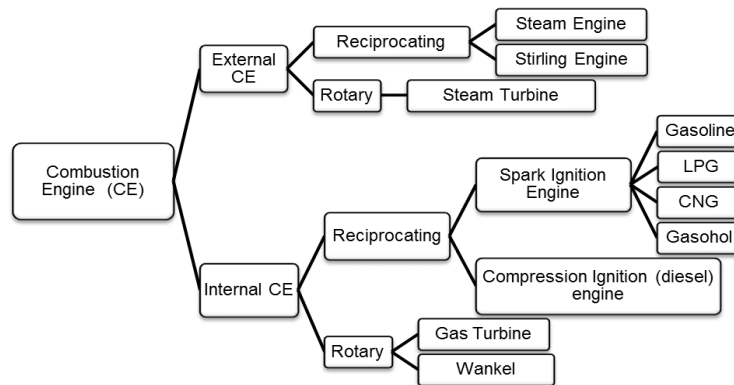 Combustion
Engine (CE)
External
CE
Reciprocating
Steam Engine
Stirling Engine
Rotary
Steam Turbine
Internal CE
Reciprocating
Spark Ignition
Engine
Gasoline
LPG
CNG
Gasohol
Compression Ignition (diesel)
engine
Rotary
Gas Turbine
Wankel